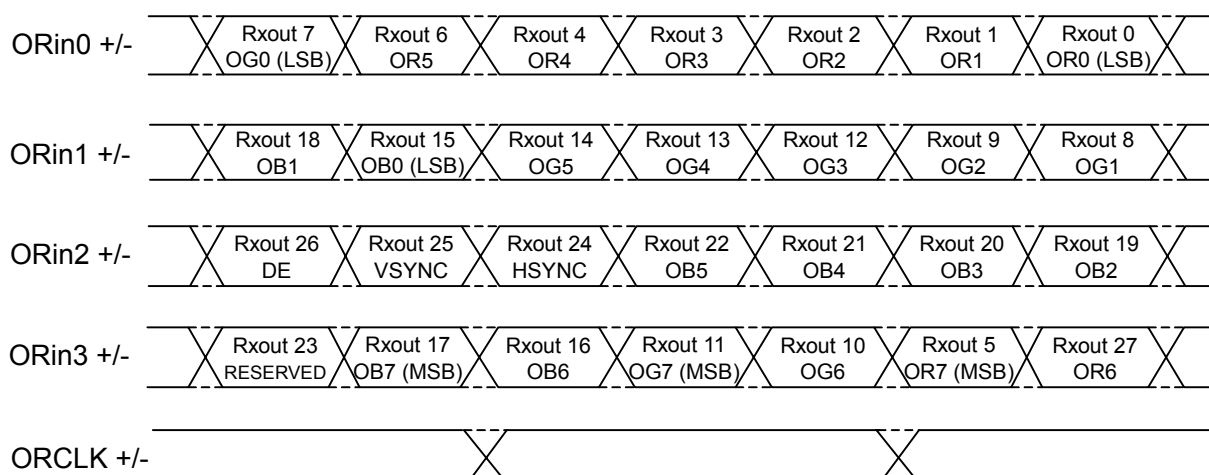 ORin0 +/-
Rxout 7 Rxout 6 Rxout 4 Rxout 3 Rxout 2 Rxout 1 Rxout 0
OG0 (LSB) OR5 OR4 OR3 OR2 OR1 OR0 (LSB)
ORin1 +/-
Rxout 18 Rxout 15 Rxout 14 Rxout 13 Rxout 12 Rxout 9 Rxout 8
OB1 OB0 (LSB) OG5 OG4 OG3 OG2 OG1
ORin2 +/-
Rxout 26 Rxout 25 Rxout 24 Rxout 22 Rxout 21 Rxout 20 Rxout 19
DE VSYNC HSYNC OB5 OB4 OB3 OB2
ORin3 +/-
Rxout 23 Rxout 17 Rxout 16 Rxout 11 Rxout 10 Rxout 5 Rxout 27
RESERVED OB7 (MSB) OB6 OG7 (MSB) OG6 OR7 (MSB) OR6
ORCLK +/-